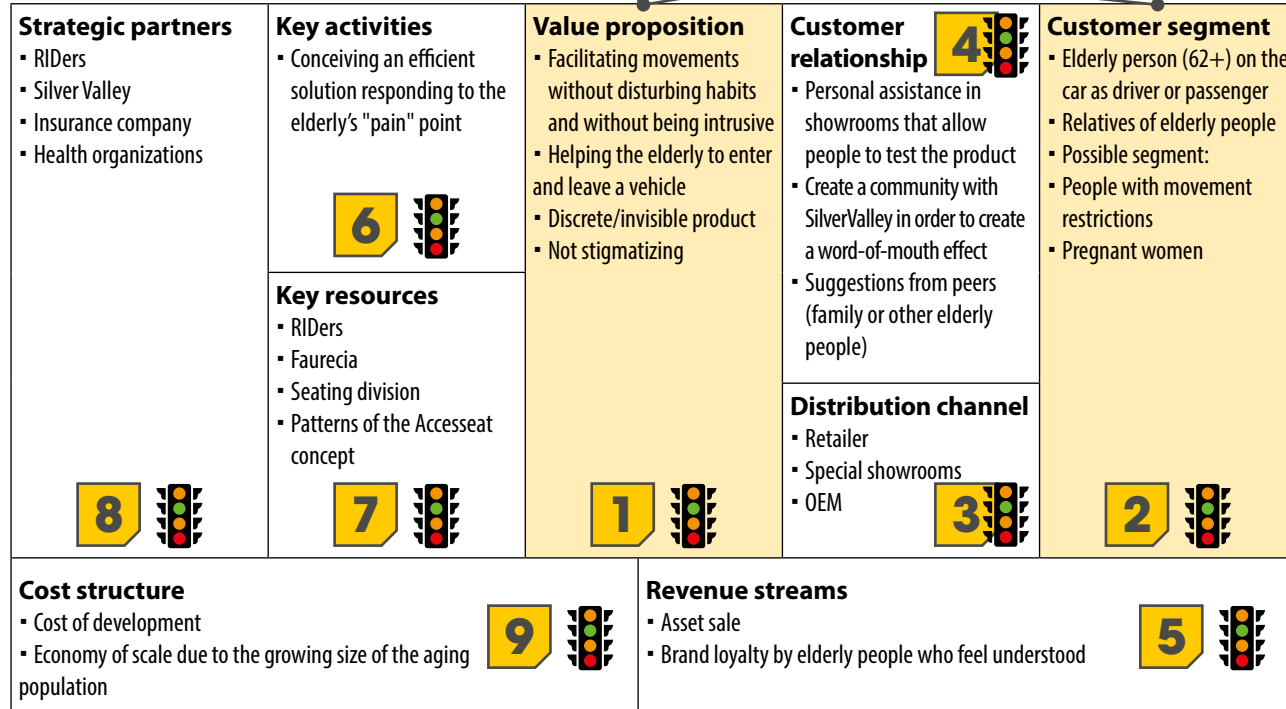 Strategic partners
▪ RIDers
▪ Silver Valley
▪ Insurance company
▪ Health organizations
8
Key activities
▪ Conceiving an efficient
solution responding to the
elderly's "pain" point
6
Key resources
▪ RIDers
▪ Faurecia
▪ Seating division
▪ Patterns of the Accesseat
concept
7
Value proposition
▪ Facilitating movements
without disturbing habits
and without being intrusive
▪ Helping the elderly to enter
and leave a vehicle
▪ Discrete/invisible product
▪ Not stigmatizing
1
Customer
relationship
4
▪ Personal assistance in
showrooms that allow
people to test the product
▪ Create a community with
SilverValley in order to create
a word-of-mouth effect
▪ Suggestions from peers
(family or other elderly
people)
Distribution channel
▪ Retailer
▪ Special showrooms
▪ OEM
3
Customer segment
▪ Elderly person (62+) on the
car as driver or passenger
▪ Relatives of elderly people
▪ Possible segment:
▪ People with movement
restrictions
▪ Pregnant women
2
Cost structure
▪ Cost of development
▪ Economy of scale due to the growing size of the aging
population
9
Revenue streams
▪ Asset sale
▪ Brand loyalty by elderly people who feel understood
5